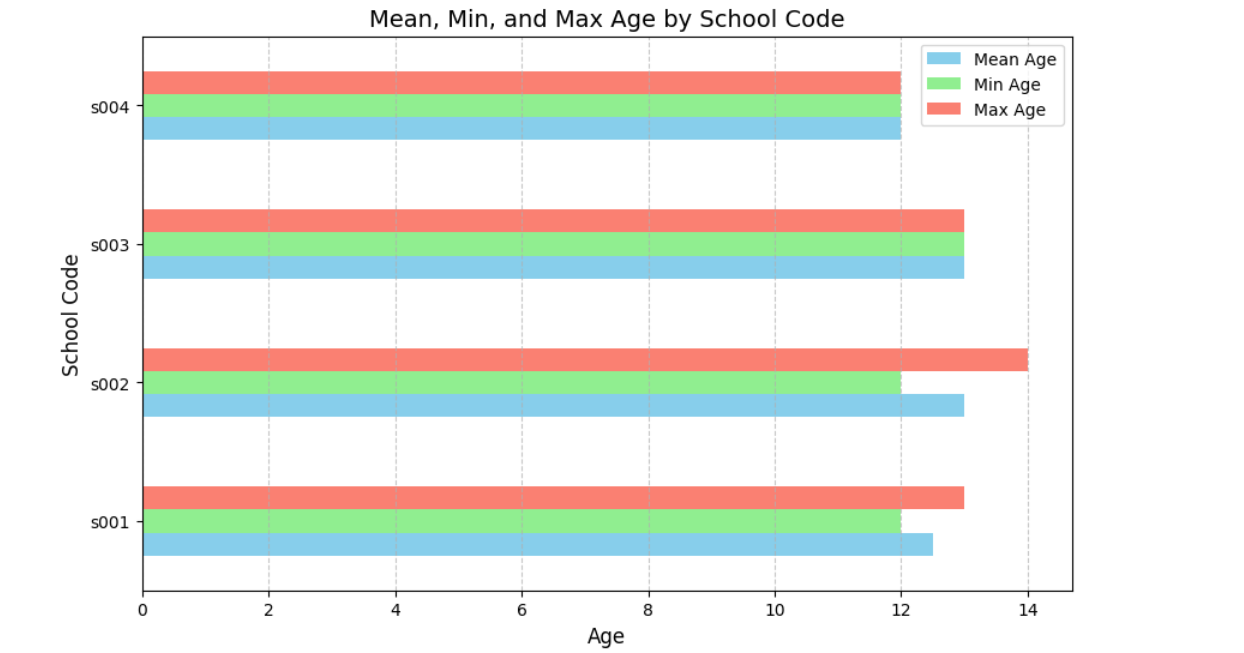 Mean, Min, and Max Age by School Code
Mean Age
Min Age
Max Age
s004
s003
s002
s001
School Code
0 2 4 6 8 10 12 14
Age